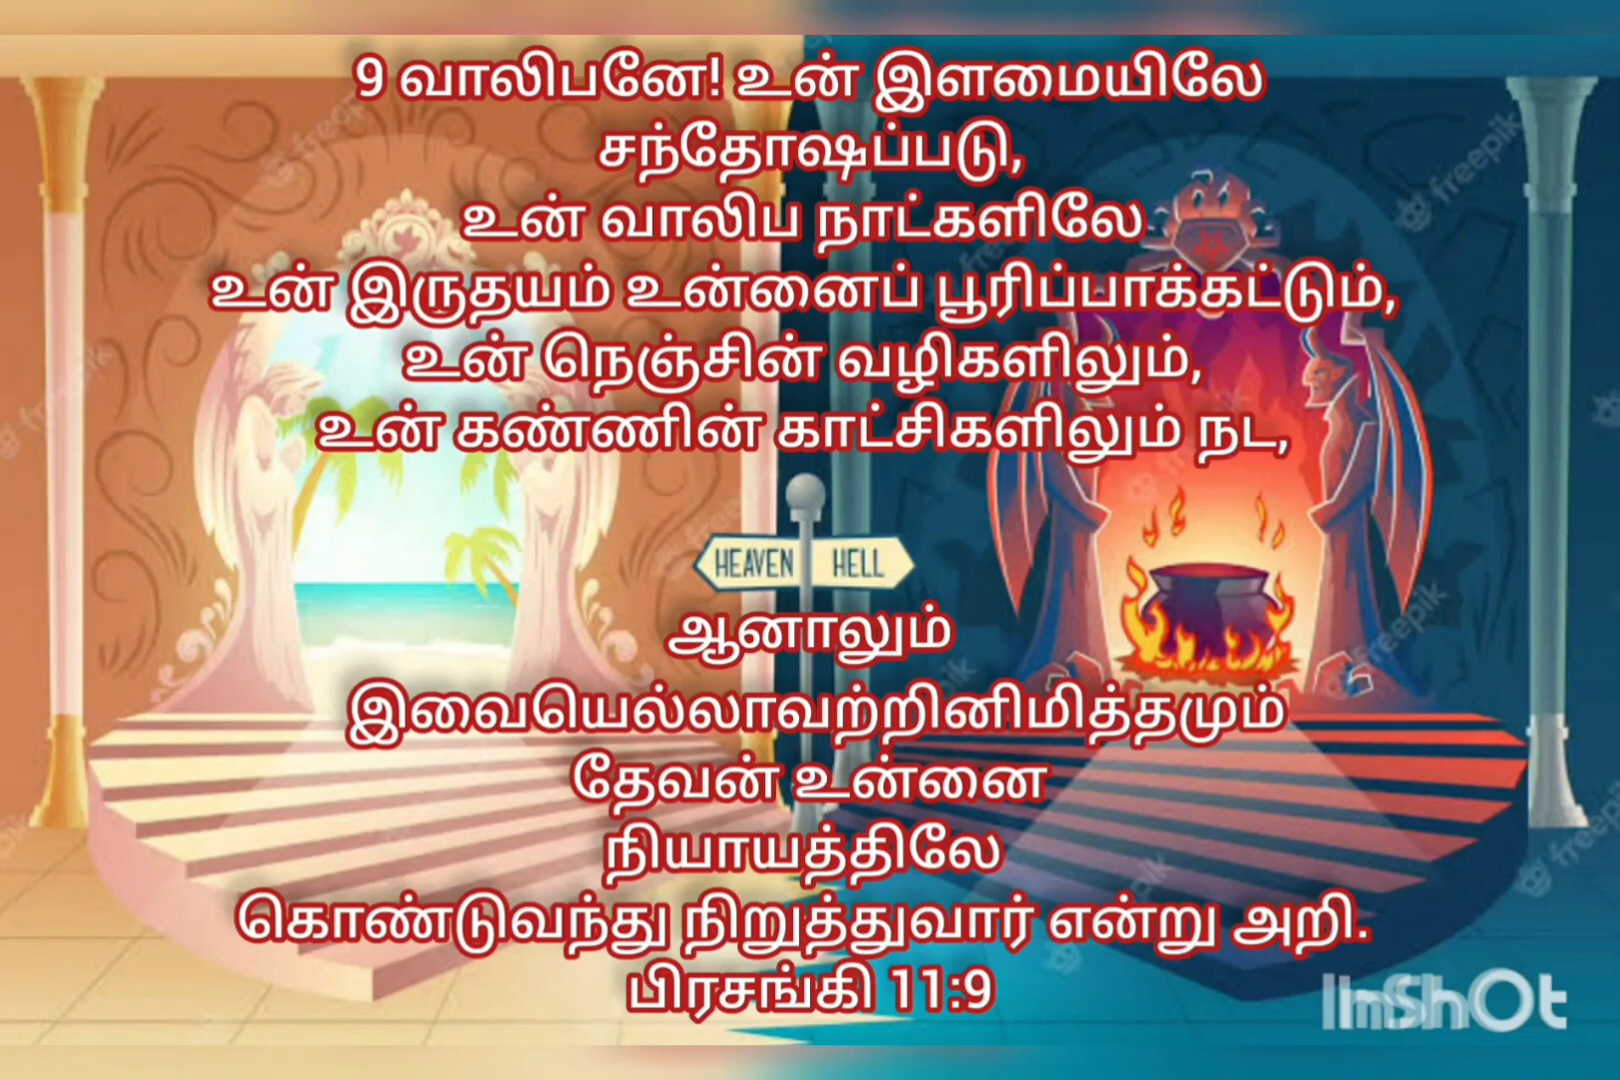 9 வாலிபனே! உன் இளமையிலே
சந்தோஷப்படு,
உன் வாலிப நாட்களிலே
உன் இருதயம் உன்னைப் பூரிப்பாக்கட்டும்,
உன் நெஞ்சின் வழிகளிலும்,
உன் கண்ணின் காட்சிகளிலும் நட,
HEAVEN HELL
ஆனாலும்
இவையெல்லாவற்றினிமித்தமும்
தேவன் உன்னை
நியாயத்திலே
கொண்டுவந்து நிறுத்துவார் என்று அறி.
பிரசங்கி 11:9
InShOt
freepik